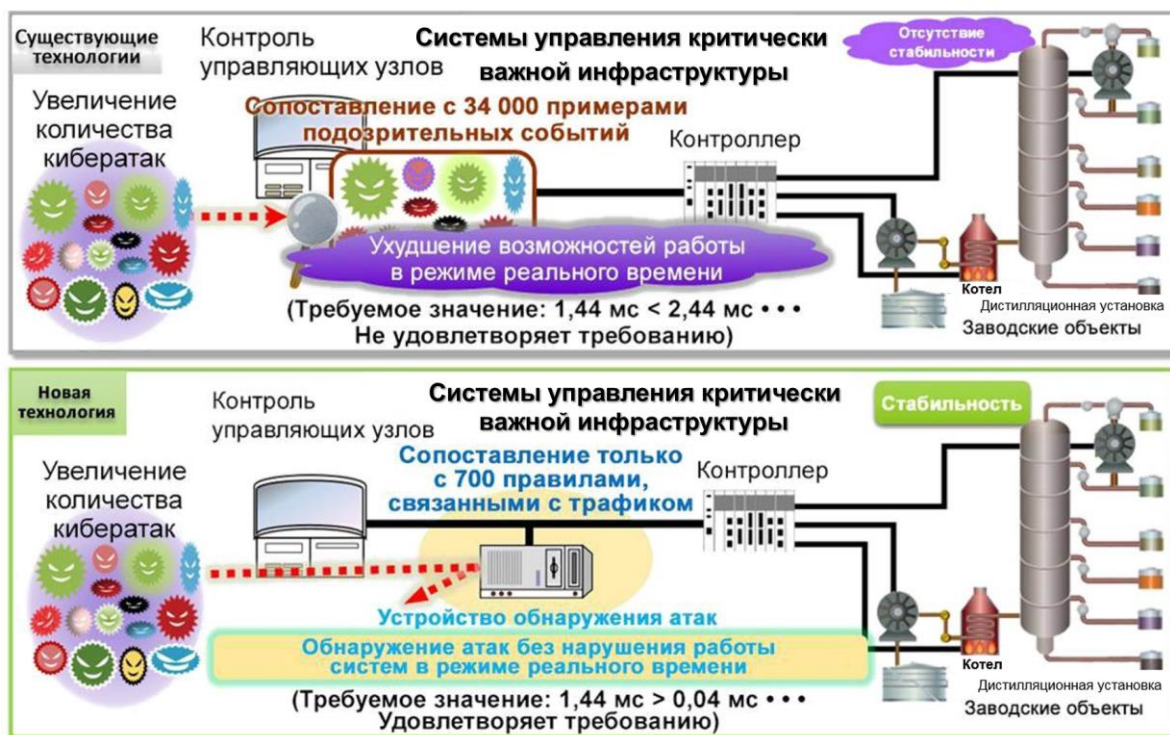 Существующие
технологии
Контроль
управляющих узлов
Системы управления критически
важной инфраструктуры
Отсутствие
стабильности
Увеличение
количества
кибератак
Сопоставление с 34 000 примерами
подозрительных событий
Контроллер
Ухудшение возможностей работы
в режиме реального времени
(Требуемое значение: 1,44 мс < 2,44 мс • • •
Не удовлетворяет требованию)
Котел
Дистилляционная установка
Заводские объекты
Новая
технология
Контроль
управляющих узлов
Системы управления критически
важной инфраструктуры
Стабильность
Увеличение
количества
кибератак
Сопоставление только
с 700 правилами,
связанными с трафиком
Контроллер
Устройство обнаружения атак
Обнаружение атак без нарушения работы
систем в режиме реального времени
(Требуемое значение: 1,44 мс > 0,04 мс • • •
Удовлетворяет требованию)
Котел
Дистилляционная установка
Заводские объекты